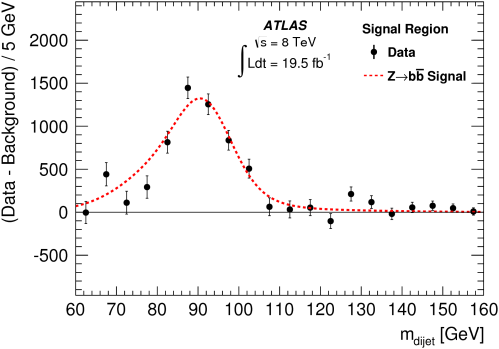 (Data - Background) / 5 GeV
2000
1500
1000
500
0
-500
ATLAS
√s = 8 TeV
∫ Ldt = 19.5 fb⁻¹
Signal Region
Data
Z→bb̅ Signal
60 70 80 90 100 110 120 130 140 150 160
m_dijet [GeV]